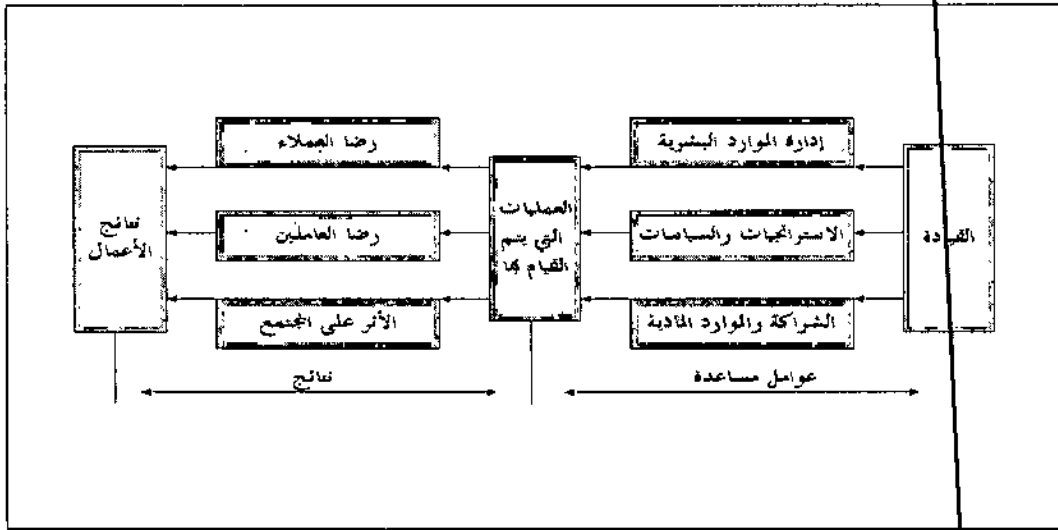 القيادة
إدارة الموارد البشرية
الاستراتجيات والسياسات
الشراكة والموارد المادية
العمليات
التي يتم
القيام بها
رضا العملاء
رضا العاملين
الأثر على المجتمع
نتائج
الأعمال
عوامل مساعدة
نتائج